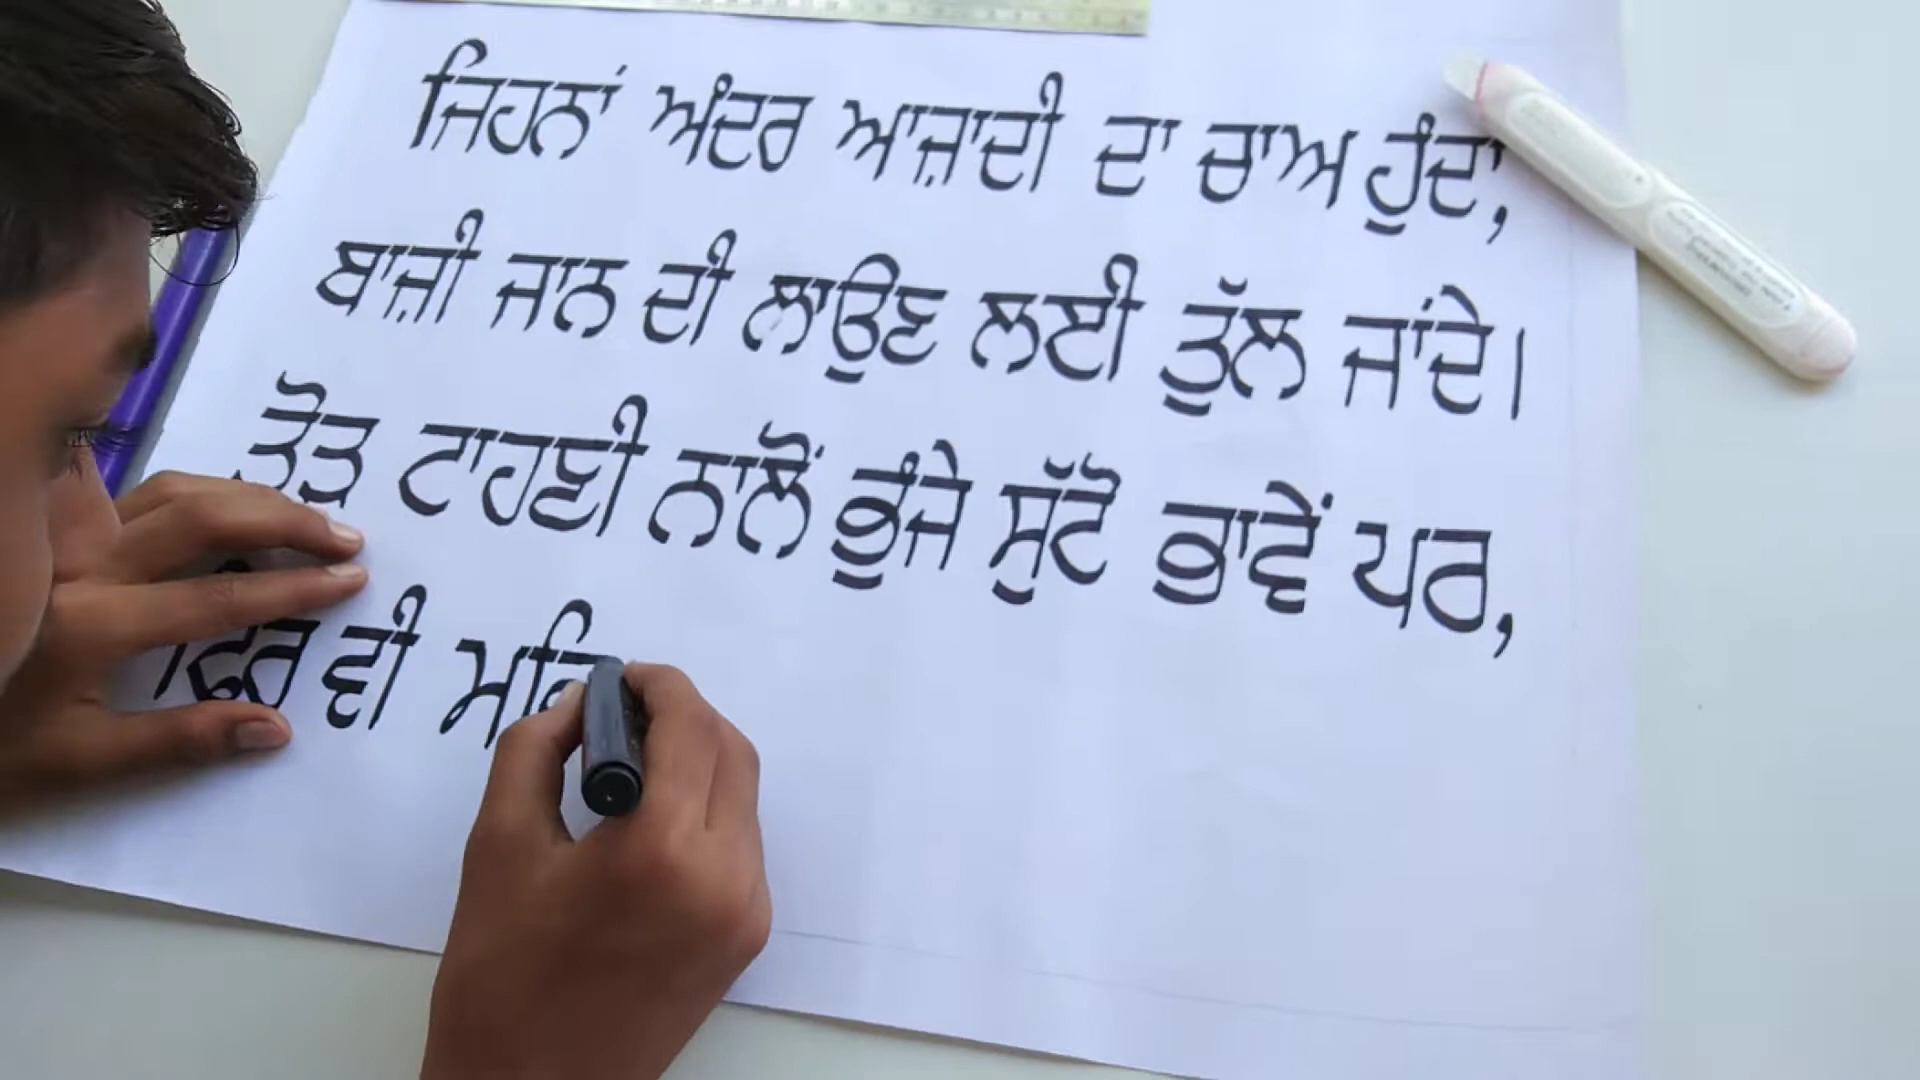 ਜਿਹਨਾਂ ਅੰਦਰ ਆਜ਼ਾਦੀ ਦਾ ਚਾਅ ਹੁੰਦਾ,
ਬਾਜ਼ੀ ਜਾਨ ਦੀ ਲਾਉਣ ਲਈ ਤੁੱਲ ਜਾਂਦੇ।
ਤੋੜ ਟਾਹਣੀ ਨਾਲੋਂ ਭੁੰਜੇ ਸੁੱਟੋ ਭਾਵੇਂ ਪਰ,
ਫਿਰ ਵੀ